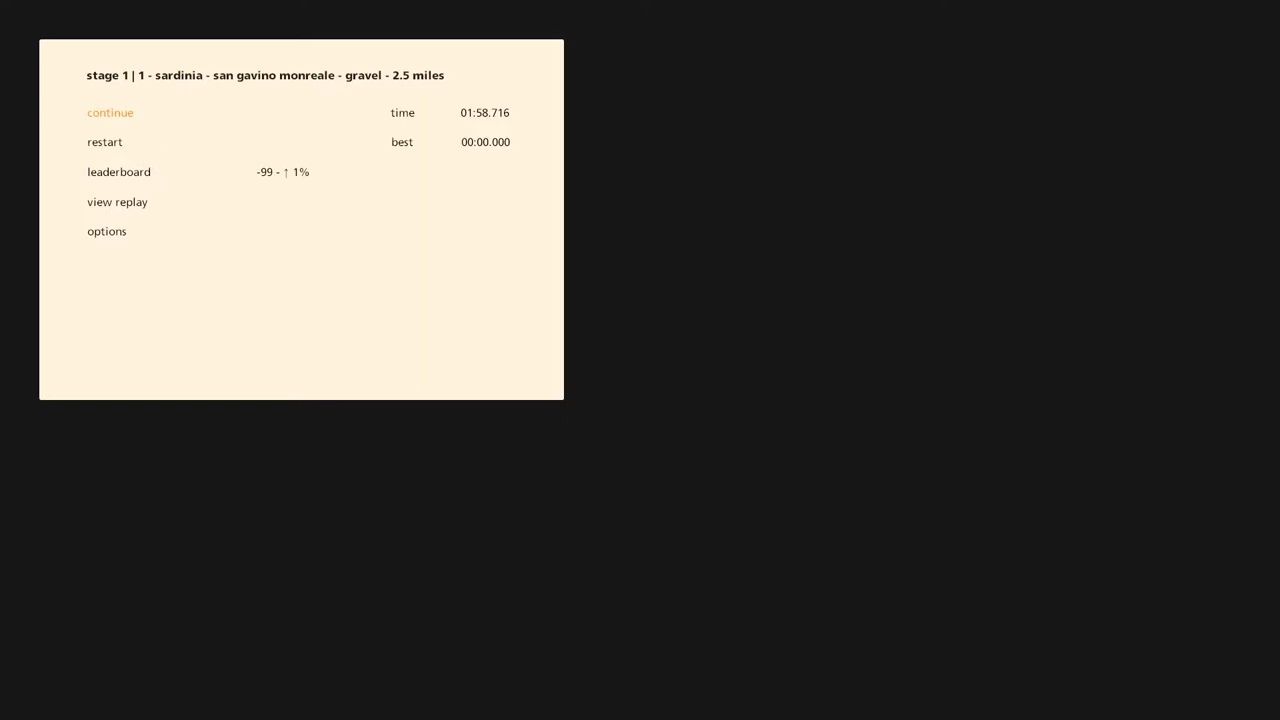 stage 1 | 1 - sardinia - san gavino monreale - gravel - 2.5 miles
continue time 01:58.716
restart best 00:00.000
leaderboard -99 - ↑ 1%
view replay
options